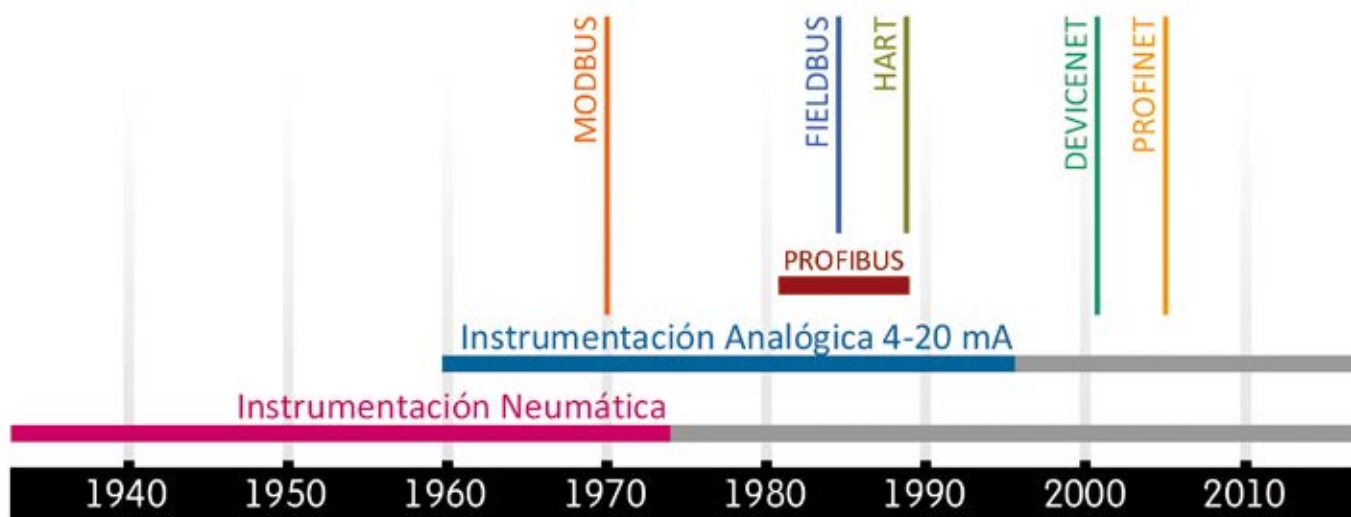 MODBUS
FIELDBUS
HART
DEVICENET
PROFINET
PROFIBUS
Instrumentación Analógica 4-20 mA
Instrumentación Neumática
1940 1950 1960 1970 1980 1990 2000 2010